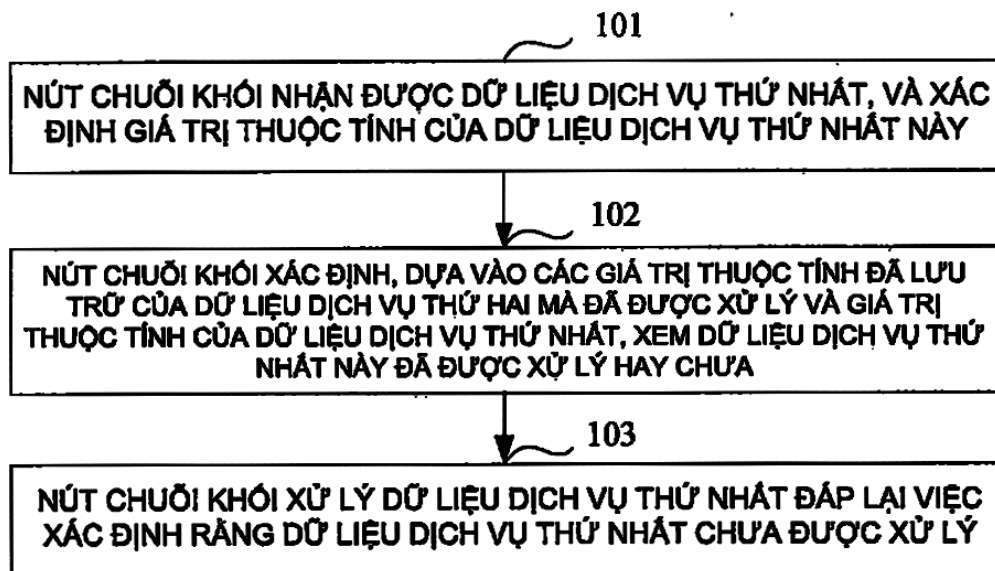 101
NÚT CHUỖI KHỐI NHẬN ĐƯỢC DỮ LIỆU DỊCH VỤ THỨ NHẤT, VÀ XÁC
ĐỊNH GIÁ TRỊ THUỘC TÍNH CỦA DỮ LIỆU DỊCH VỤ THỨ NHẤT NÀY
102
NÚT CHUỖI KHỐI XÁC ĐỊNH, DỰA VÀO CÁC GIÁ TRỊ THUỘC TÍNH ĐÃ LƯU
TRỮ CỦA DỮ LIỆU DỊCH VỤ THỨ HAI MÀ ĐÃ ĐƯỢC XỬ LÝ VÀ GIÁ TRỊ
THUỘC TÍNH CỦA DỮ LIỆU DỊCH VỤ THỨ NHẤT, XEM DỮ LIỆU DỊCH VỤ THỨ
NHẤT NÀY ĐÃ ĐƯỢC XỬ LÝ HAY CHƯA
103
NÚT CHUỖI KHỐI XỬ LÝ DỮ LIỆU DỊCH VỤ THỨ NHẤT ĐÁP LẠI VIỆC
XÁC ĐỊNH RẰNG DỮ LIỆU DỊCH VỤ THỨ NHẤT CHƯA ĐƯỢC XỬ LÝ